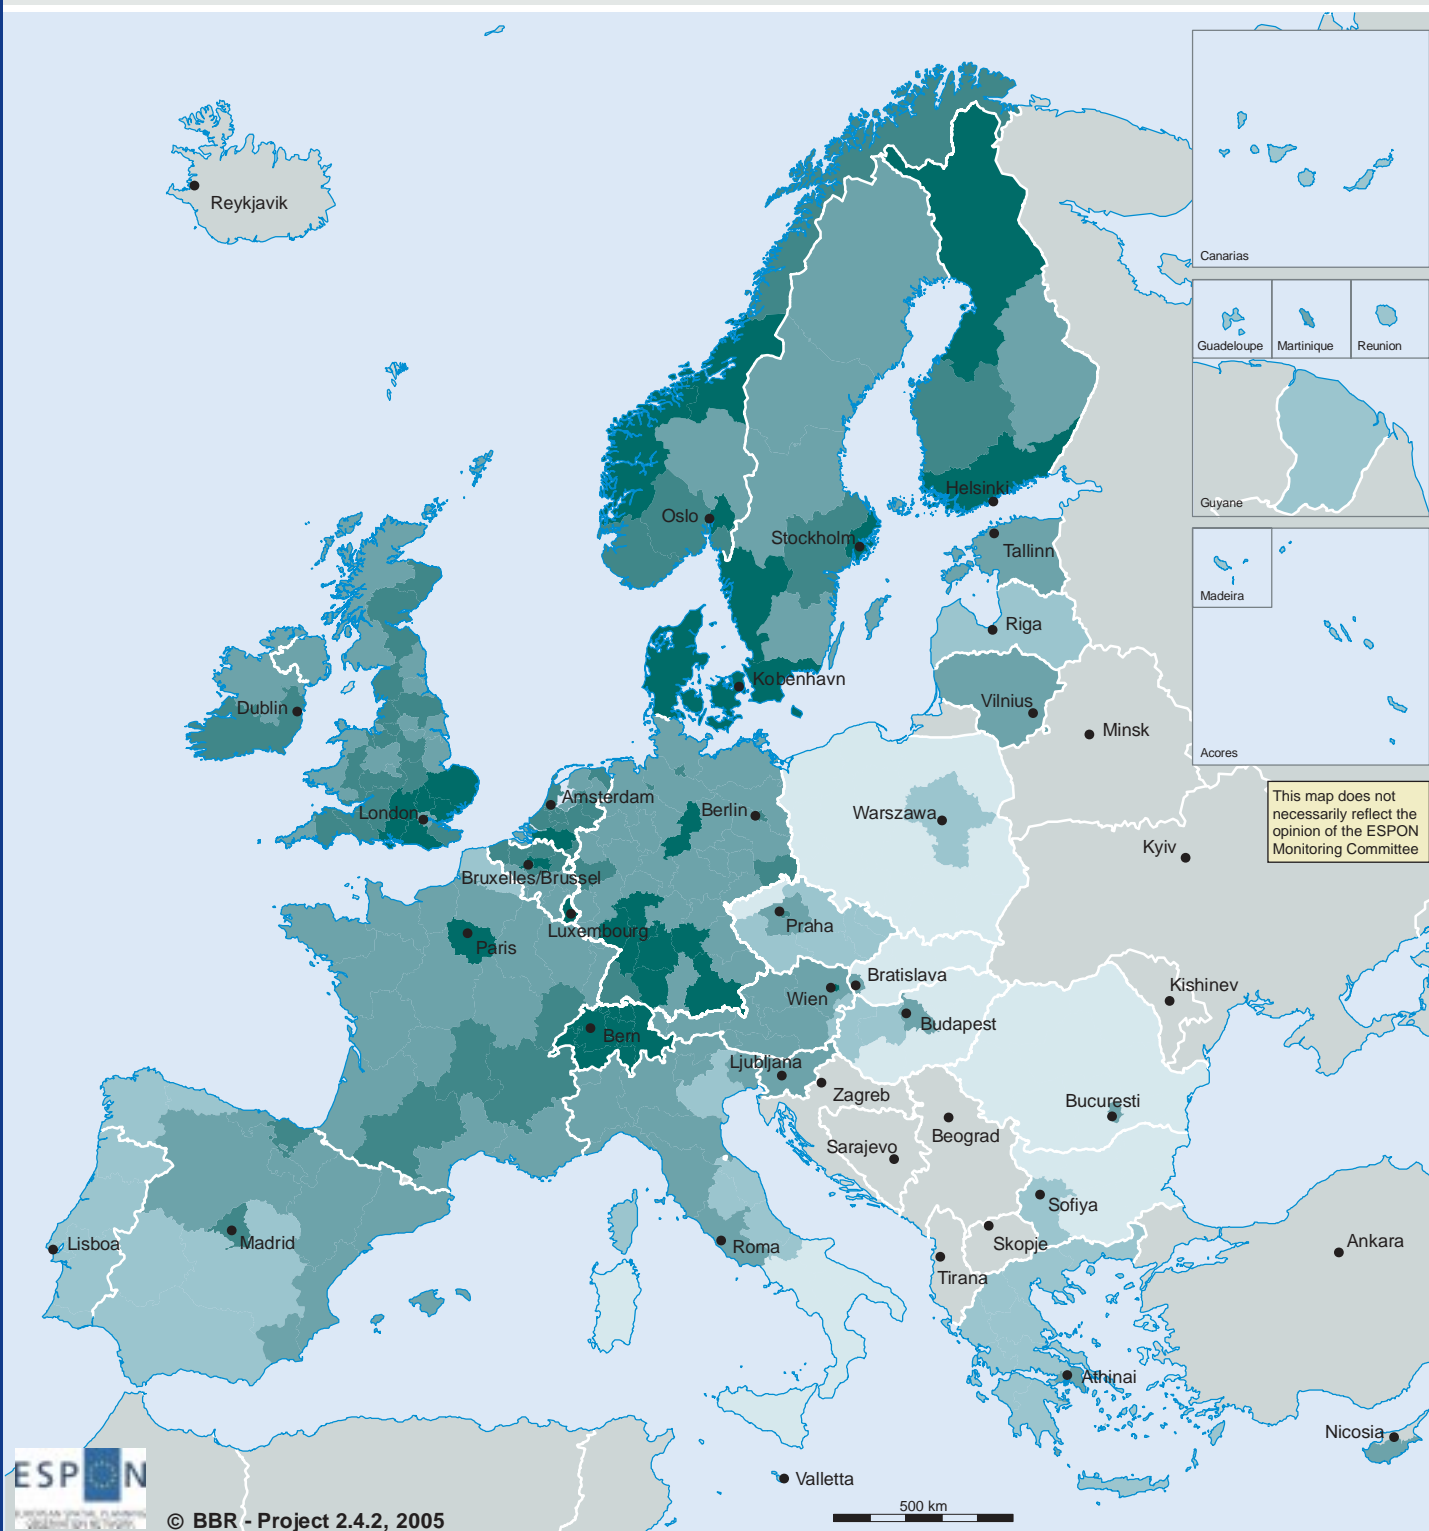 Reykjavik
Canarias
Guadeloupe
Martinique
Reunion
Guyane
Helsinki
Oslo
Stockholm
Tallinn
Madeira
Riga
Kobenhavn
Dublin
Vilnius
Minsk
Acores
This map does not
necessarily reflect the
opinion of the ESPON
Monitoring Committee
Amsterdam
London
Berlin
Warszawa
Kyiv
Bruxelles/Brussel
Luxembourg
Praha
Paris
Bratislava
Wien
Kishinev
Budapest
Bern
Ljubljana
Zagreb
Bucuresti
Beograd
Sarajevo
Sofiya
Lisboa
Madrid
Roma
Skopje
Ankara
Tirana
Athinai
Nicosia
Valletta
ESPON
500 km
© BBR - Project 2.4.2, 2005